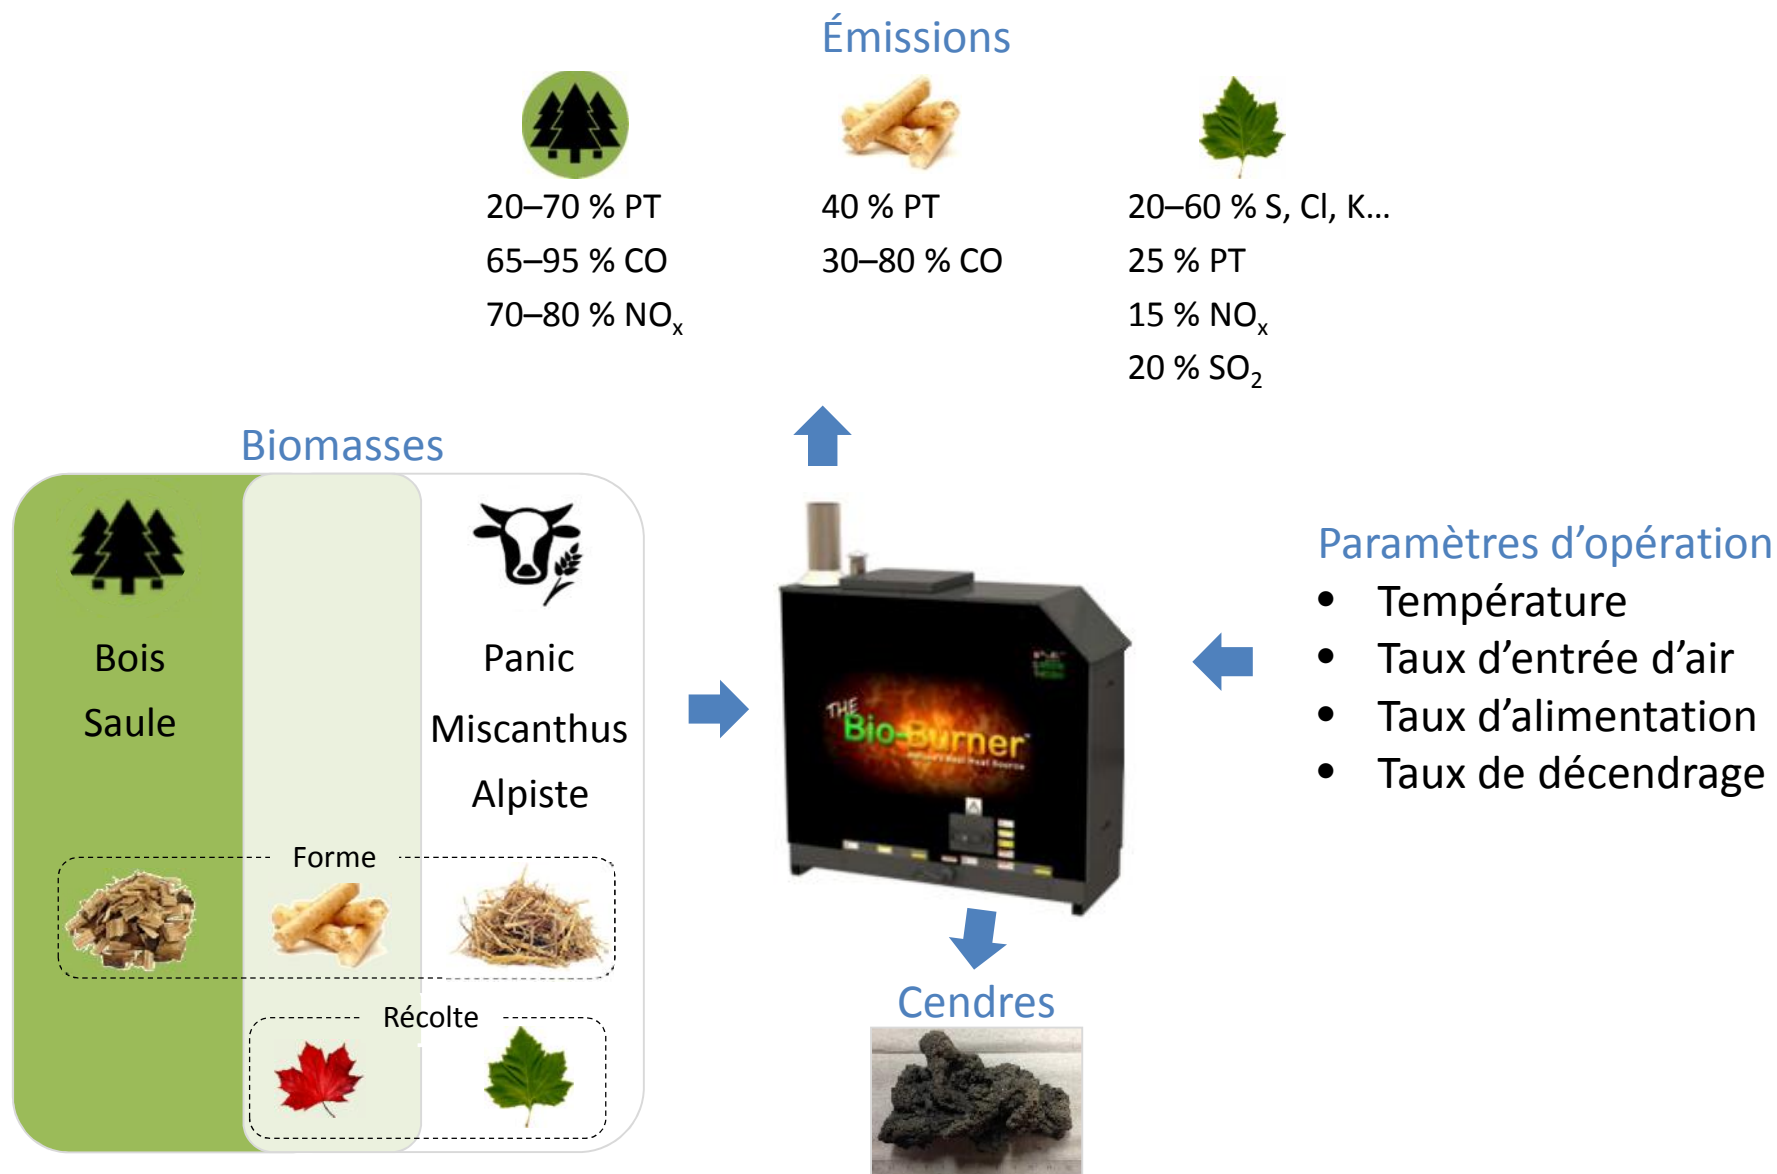 Émissions
20–70 % PT
65–95 % CO
70–80 % NOₓ
40 % PT
30–80 % CO
20–60 % S, Cl, K...
25 % PT
15 % NOₓ
20 % SO₂
Biomasses
Bois
Saule
Panic
Miscanthus
Alpiste
Forme
Récolte
THE
Bio-Burner
Cendres
Paramètres d’opération
• Température
• Taux d’entrée d’air
• Taux d’alimentation
• Taux de décendrage